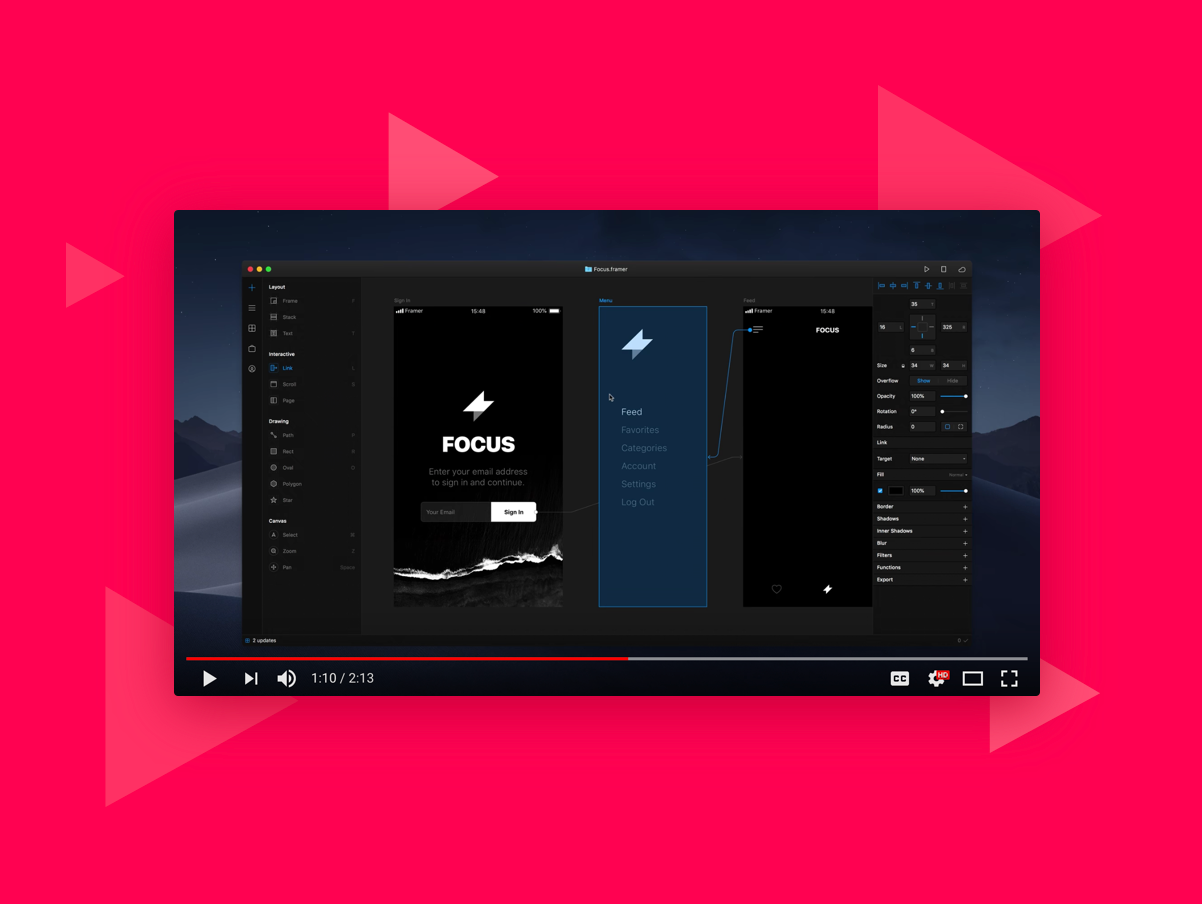 Focus.framer
Layout
Frame F
Stack
Text T
Interactive
Link L
Scroll S
Page
Drawing
Path P
Rect R
Oval O
Polygon
Star
Canvas
Select
Zoom Z
Pan Space
2 updates
Sign In
Framer 15:48 100%
FOCUS
Enter your email address
to sign in and continue.
Your Email Sign In
Menu
Feed
Favorites
Categories
Account
Settings
Log Out
Feed
Framer 15:48
FOCUS
35 T
16 L 325 R
6 B
Size 34 W 34 H
Overflow Show Hide
Opacity 100%
Rotation 0°
Radius 0
Link
Target None
Fill Normal
100%
Border
Shadows
Inner Shadows
Blur
Filters
Functions
Export
0
1:10 / 2:13
CC HD